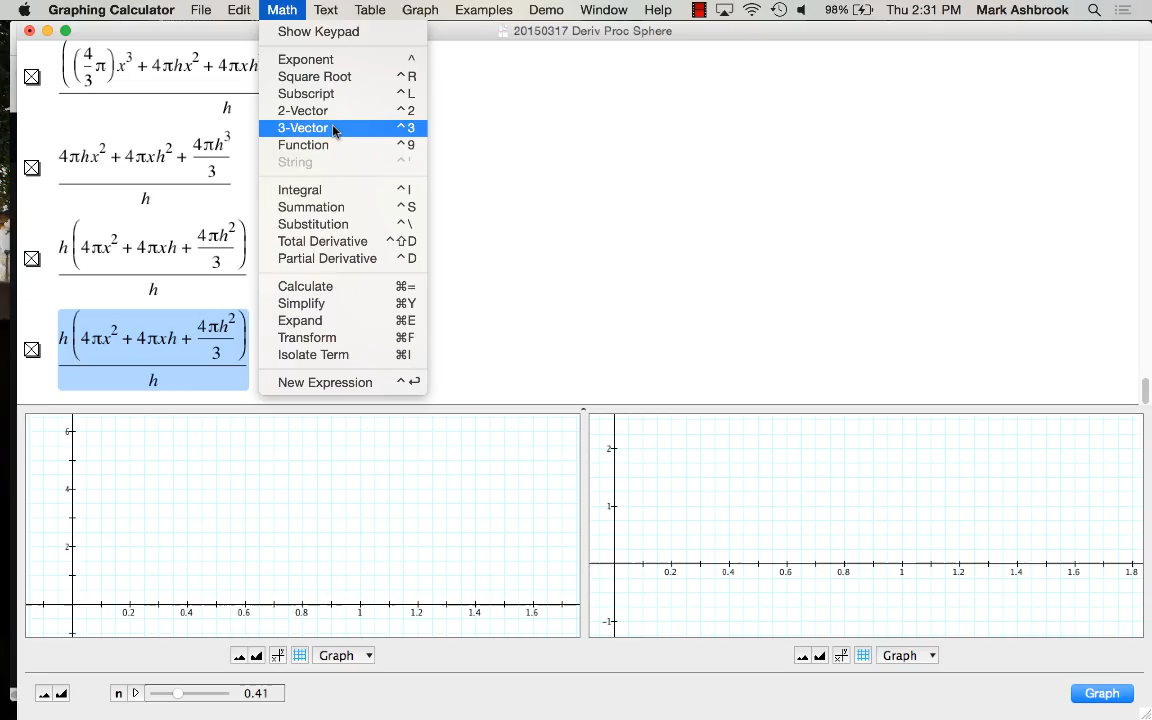 Graphing Calculator File Edit Math Text Table Graph Examples Demo Window Help 98% Thu 2:31 PM Mark Ashbrook
20150317 Deriv Proc Sphere
((4/3 π)x³ + 4πhx² + 4πxh
h
4πhx² + 4πxh² + 4πh³/3
h
h(4πx² + 4πxh + 4πh²/3)
h
h(4πx² + 4πxh + 4πh²/3)
h
Show Keypad
Exponent ^
Square Root ^R
Subscript ^L
2-Vector ^2
3-Vector ^3
Function ^9
String ^'
Integral ^I
Summation ^S
Substitution ^\
Total Derivative ^⇧D
Partial Derivative ^D
Calculate ⌘=
Simplify ⌘Y
Expand ⌘E
Transform ⌘F
Isolate Term ⌘I
New Expression ^↩
6
4
2
0.2 0.4 0.6 0.8 1 1.2 1.4 1.6
2
1
0.2 0.4 0.6 0.8 1 1.2 1.4 1.6 1.8
-1
Graph
Graph
n 0.41
Graph